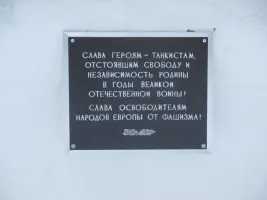 СЛАВА ГЕРОЯМ - ТАНКИСТАМ,
ОТСТОЯВШИМ СВОБОДУ И
НЕЗАВИСИМОСТЬ РОДИНЫ
В ГОДЫ ВЕЛИКОЙ
ОТЕЧЕСТВЕННОЙ ВОЙНЫ!
СЛАВА ОСВОБОДИТЕЛЯМ
НАРОДОВ ЕВРОПЫ ОТ ФАШИЗМА!